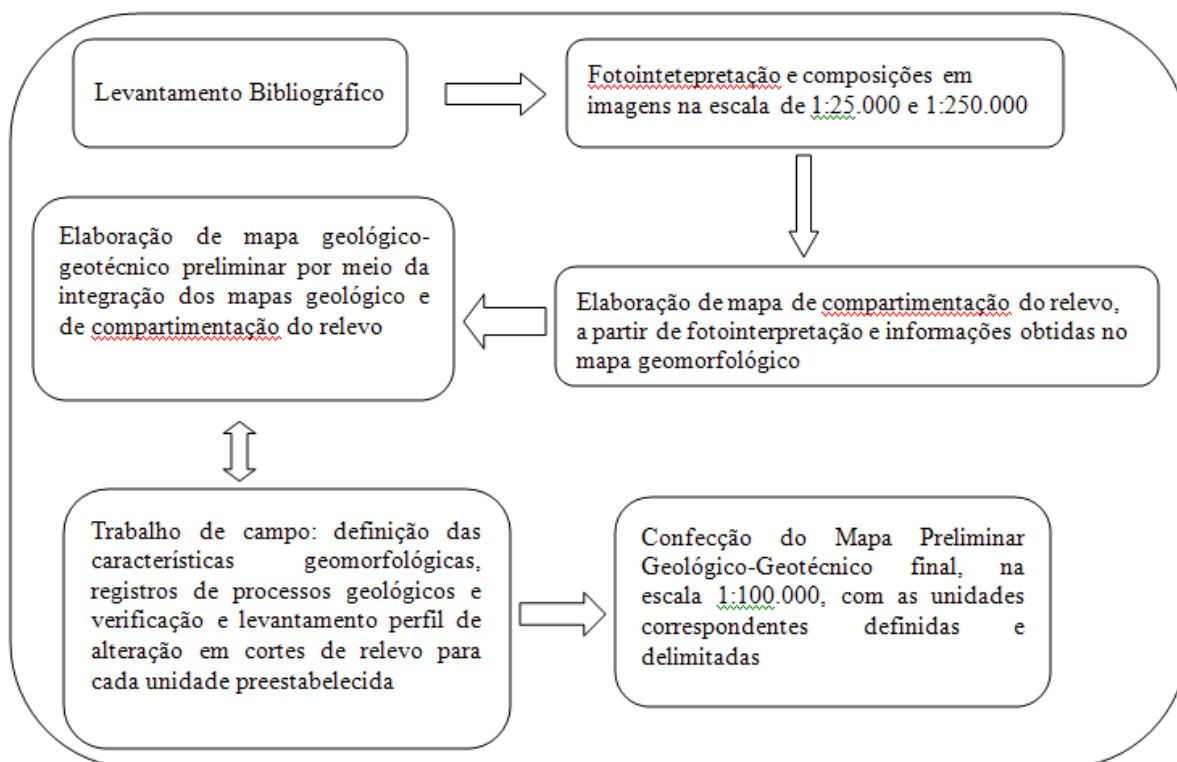 Levantamento Bibliográfico
Fotointetepretação e composições em
imagens na escala de 1:25.000 e 1:250.000
Elaboração de mapa de compartimentação do relevo,
a partir de fotointerpretação e informações obtidas no
mapa geomorfológico
Elaboração de mapa geológico-
geotécnico preliminar por meio da
integração dos mapas geológico e
de compartimentação do relevo
Trabalho de campo: definição das
características geomorfológicas,
registros de processos geológicos e
verificação e levantamento perfil de
alteração em cortes de relevo para
cada unidade preestabelecida
Confecção do Mapa Preliminar
Geológico-Geotécnico final, na
escala 1:100.000, com as unidades
correspondentes definidas e
delimitadas